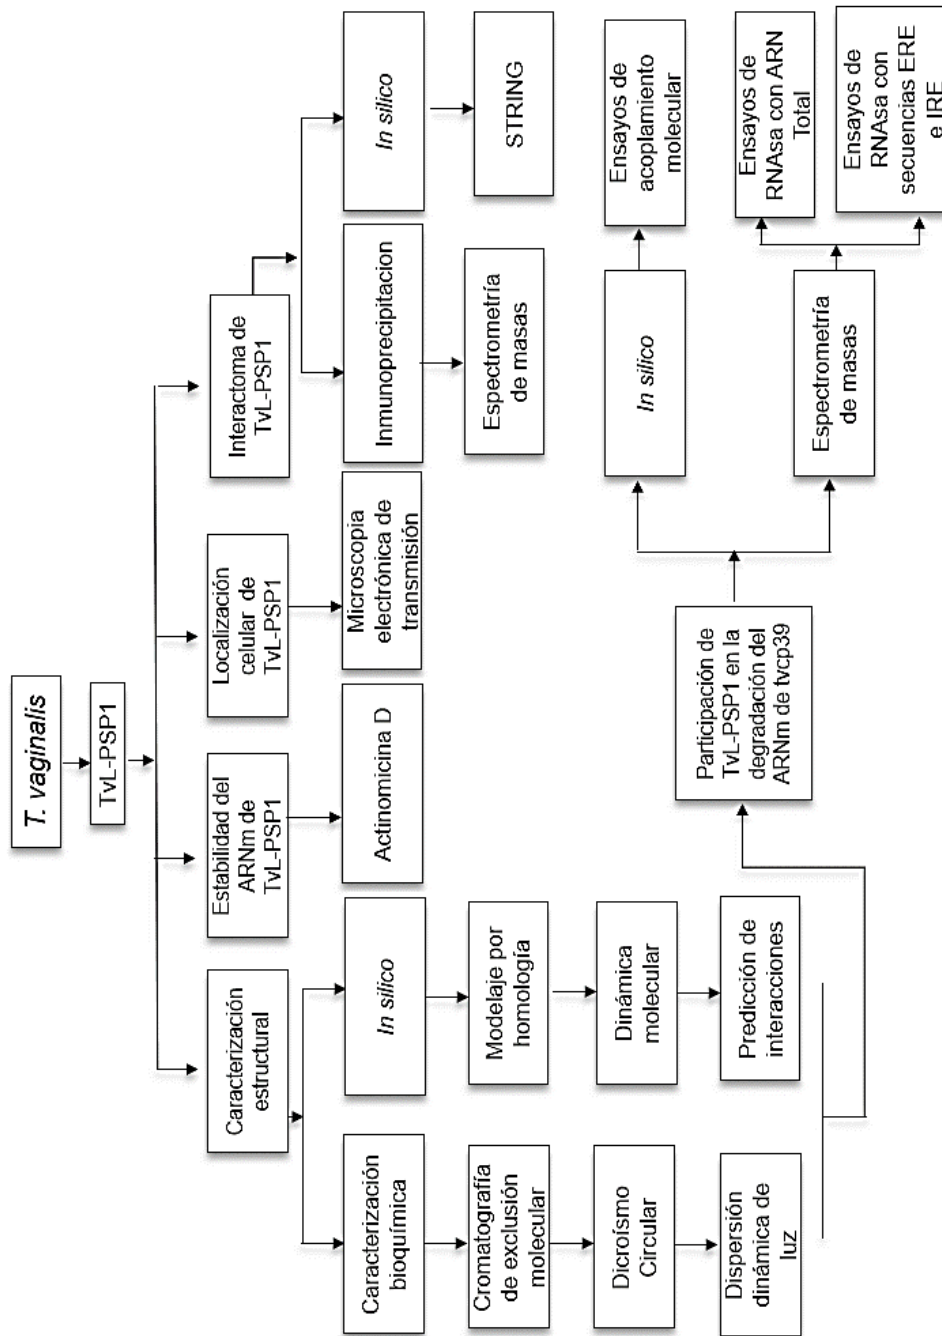 T. vaginalis
TvL-PSP1
Caracterización
estructural
Estabilidad del
ARNm de
TvL-PSP1
Localización
celular de
TvL-PSP1
Interactoma de
TvL-PSP1
Caracterización
bioquímica
In silico
Actinomicina D
Microscopia
electrónica de
transmisión
Inmunoprecipitacion
In silico
Cromatografía
de exclusión
molecular
Modelaje por
homología
Espectrometría
de masas
STRING
Dicroísmo
Circular
Dinámica
molecular
Dispersión
dinámica de
luz
Predicción de
interacciones
Participación de
TvL-PSP1 en la
degradación del
ARNm de tvcp39
In silico
Ensayos de
acoplamiento
molecular
Espectrometría
de masas
Ensayos de
RNAsa con ARN
Total
Ensayos de
RNAsa con
secuencias ERE
e IRE